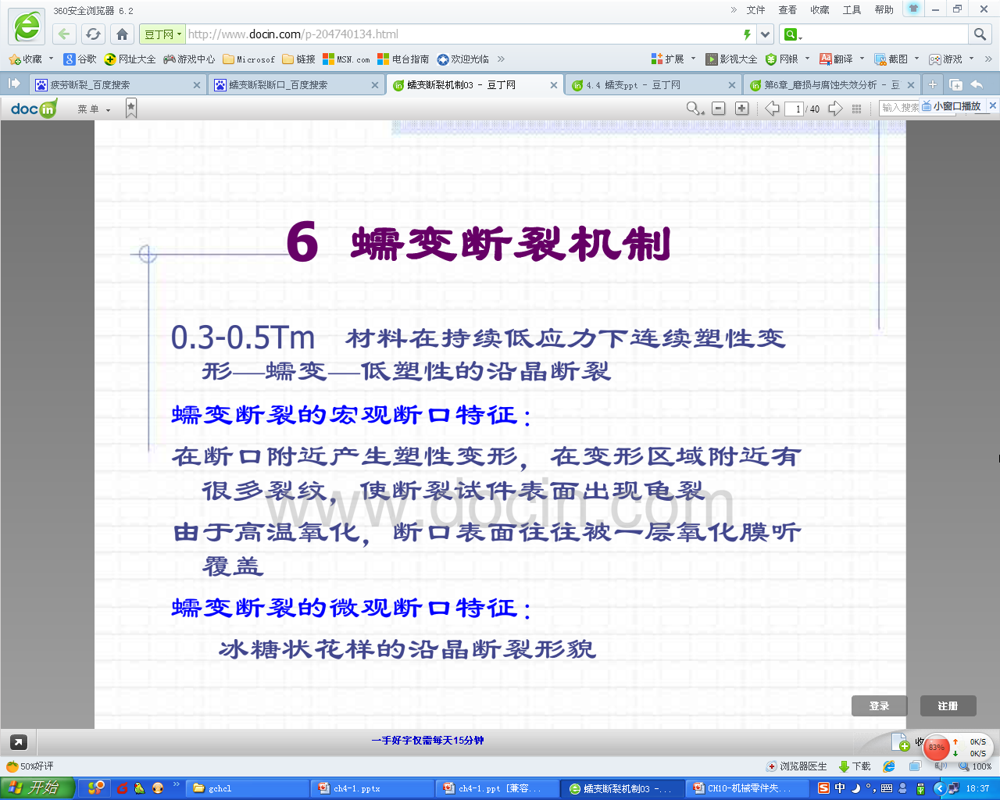 360安全浏览器 6.2
» 文件 查看 收藏 工具 帮助
豆丁网 http://www.docin.com/p-204740134.html
收藏 谷歌 网址大全 游戏中心 Microsof 链接 MSN.com 电台指南 欢迎光临 » 扩展 影视大全 网银 翻译 截图 游戏 »
疲劳断裂_百度搜索 蠕变断裂断口_百度搜索 蠕变断裂机制03 - 豆丁网 4.4 蠕变ppt - 豆丁网 第6章_磨损与腐蚀失效分析 - 豆
docin 菜单 1 / 40 输入搜索 小窗口播放
6 蠕变断裂机制
0.3-0.5Tm 材料在持续低应力下连续塑性变
形——蠕变——低塑性的沿晶断裂
蠕变断裂的宏观断口特征：
在断口附近产生塑性变形，在变形区域附近有
很多裂纹，使断裂试件表面出现龟裂
www.docin.com
由于高温氧化，断口表面往往被一层氧化膜听
覆盖
蠕变断裂的微观断口特征：
冰糖状花样的沿晶断裂形貌
登录 注册
一手好字仅需每天15分钟
收
83% 0K/S
0K/S
50%好评 浏览器医生 下载 100%
开始 » gchcl ch4-1.pptx ch4-1.ppt [兼容... 蠕变断裂机制03 -... CH10-机械零件失... 中 18:37